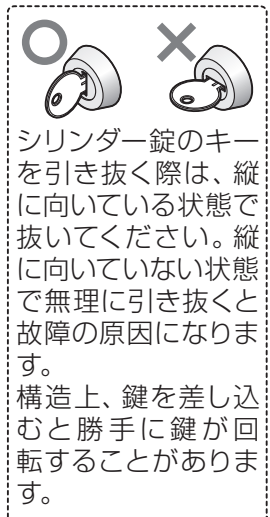 シリンダー錠のキー
を引き抜く際は、縦
に向いている状態で
抜いてください。縦
に向いていない状態
で無理に引き抜くと
故障の原因になりま
す。
構造上、鍵を差し込
むと勝手に鍵が回
転することがありま
す。